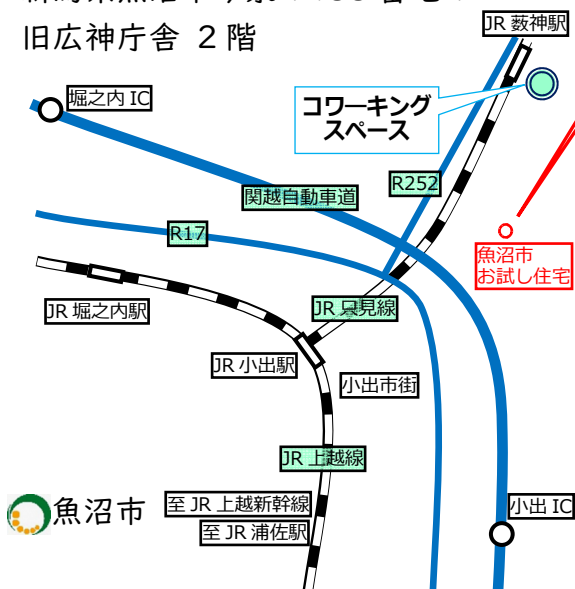 旧広神庁舎 2階
JR 薮神駅
堀之内 IC
コワーキング
スペース
R252
関越自動車道
R17
魚沼市
お試し住宅
JR 堀之内駅
JR 只見線
JR 小出駅
小出市街
JR 上越線
魚沼市
至 JR 上越新幹線
至 JR 浦佐駅
小出 IC